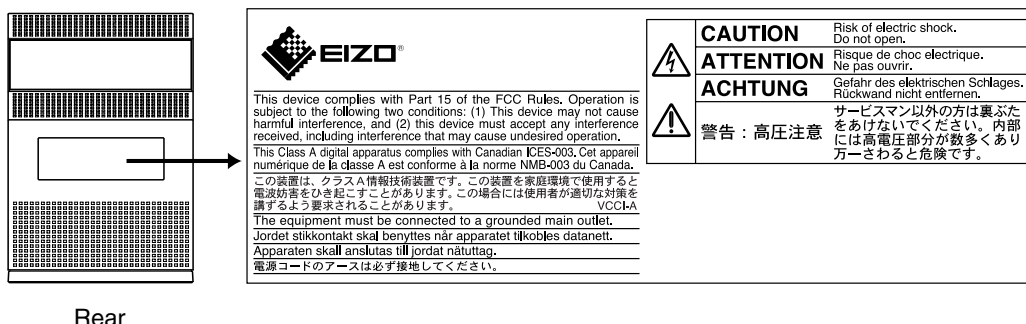 EIZO®
This device complies with Part 15 of the FCC Rules. Operation is
subject to the following two conditions: (1) This device may not cause
harmful interference, and (2) this device must accept any interference
received, including interference that may cause undesired operation.
This Class A digital apparatus complies with Canadian ICES-003. Cet appareil
numérique de la classe A est conforme à la norme NMB-003 du Canada.
この装置は、クラスA情報技術装置です。この装置を家庭環境で使用すると
電波妨害をひき起こすことがあります。この場合には使用者が適切な対策を
講ずるよう要求されることがあります。 VCCI-A
The equipment must be connected to a grounded main outlet.
Jordet stikkontakt skal benyttes når apparatet tilkobles datanett.
Apparaten skall anslutas till jordat nätuttag.
電源コードのアースは必ず接地してください。
CAUTION Risk of electric shock.
Do not open.
ATTENTION Risque de choc electrique.
Ne pas ouvrir.
ACHTUNG Gefahr des elektrischen Schlages.
Rückwand nicht entfernen.
警告：高圧注意
サービスマン以外の方は裏ぶた
をあけないでください。内部
には高電圧部分が数多くあり
万一さわると危険です。
Rear